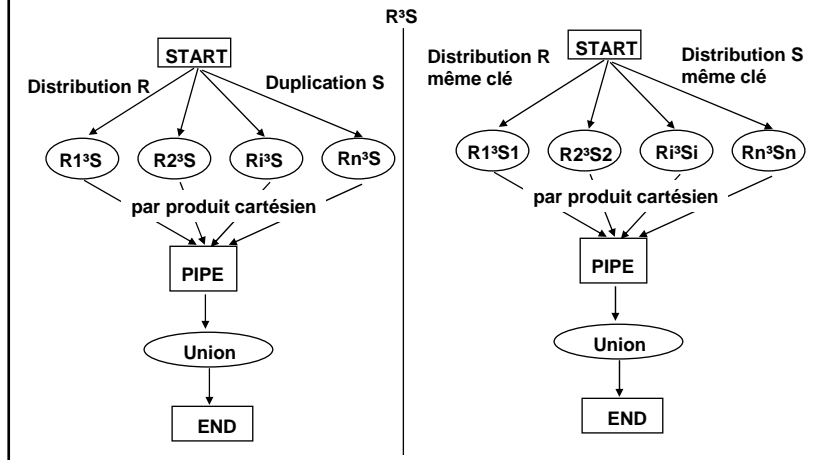 R³S
START
Distribution R
Duplication S
R1³S
R2³S
Ri³S
Rn³S
par produit cartésien
PIPE
Union
END
START
Distribution R
même clé
Distribution S
même clé
R1³S1
R2³S2
Ri³Si
Rn³Sn
par produit cartésien
PIPE
Union
END